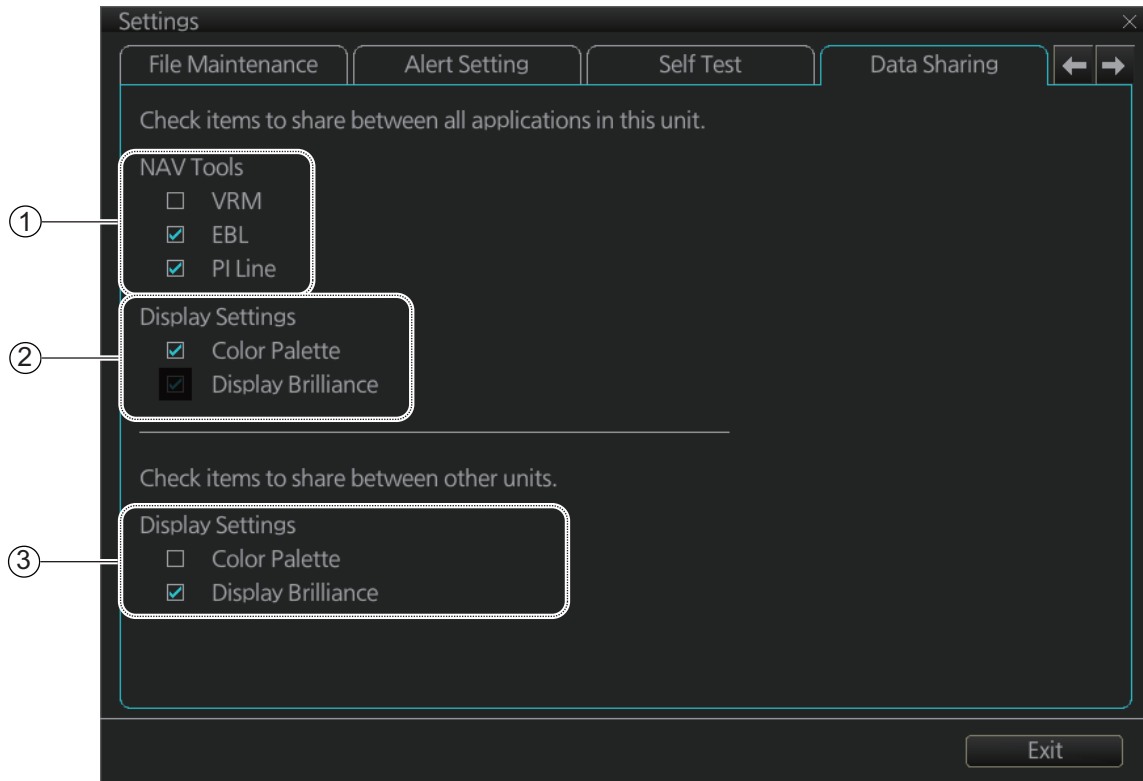 Settings
File Maintenance
Alert Setting
Self Test
Data Sharing
Check items to share between all applications in this unit.
NAV Tools
1
VRM
EBL
PI Line
Display Settings
2
Color Palette
Display Brilliance
Check items to share between other units.
Display Settings
3
Color Palette
Display Brilliance
Exit